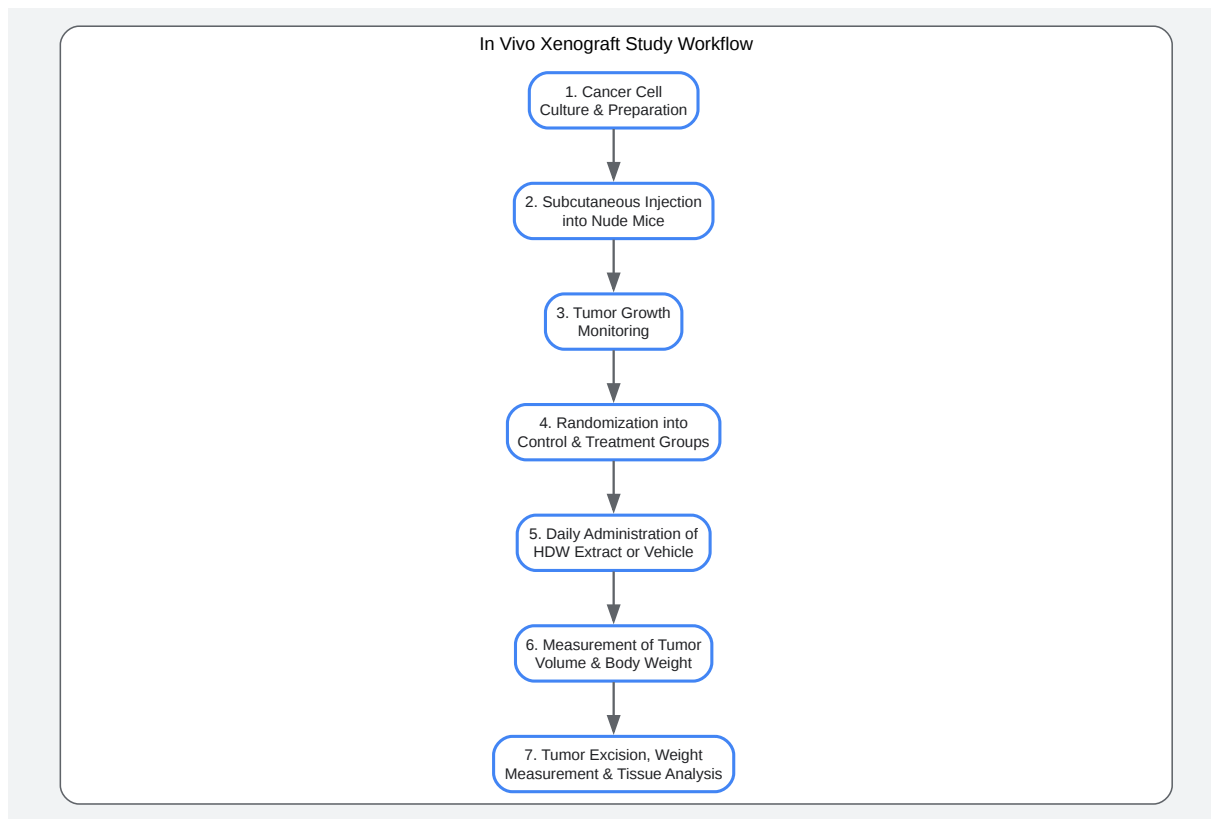 In Vivo Xenograft Study Workflow
1. Cancer Cell
Culture & Preparation
2. Subcutaneous Injection
into Nude Mice
3. Tumor Growth
Monitoring
4. Randomization into
Control & Treatment Groups
5. Daily Administration of
HDW Extract or Vehicle
6. Measurement of Tumor
Volume & Body Weight
7. Tumor Excision, Weight
Measurement & Tissue Analysis